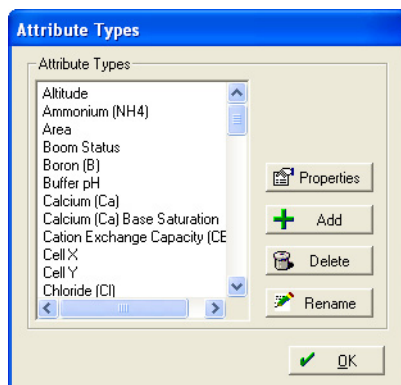 Attribute Types
Attribute Types
Altitude
Ammonium (NH4)
Area
Boom Status
Boron (B)
Buffer pH
Calcium (Ca)
Calcium (Ca) Base Saturation
Cation Exchange Capacity (CE
Cell X
Cell Y
Chloride (Cl)
Properties
Add
Delete
Rename
OK